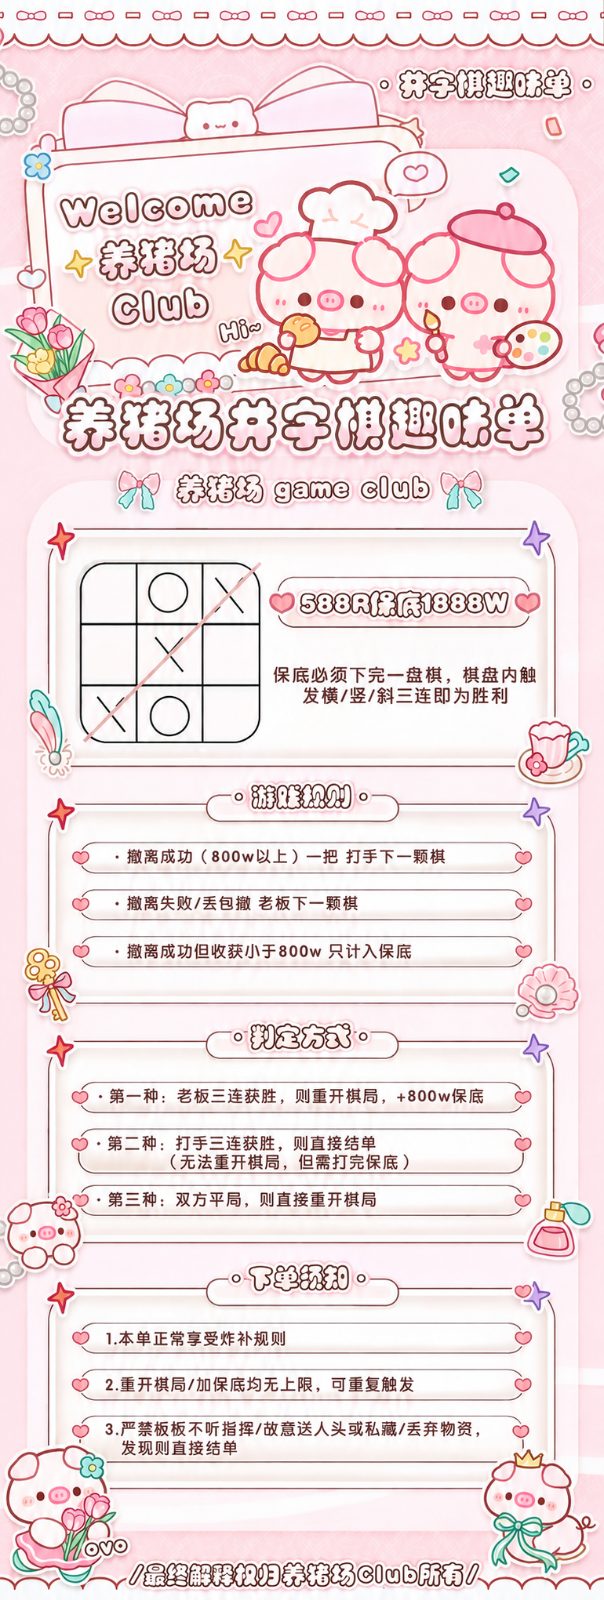 ·井字棋趣味单·
Welcome
养猪场
Club
Hi~
养猪场井字棋趣味单
养猪场 game club
588R保底1888W
保底必须下完一盘棋，棋盘内触
发横/竖/斜三连即为胜利
·游戏规则·
·撤离成功（800w以上）一把 打手下一颗棋
·撤离失败/丢包撤 老板下一颗棋
·撤离成功但收获小于800w 只计入保底
·判定方式·
·第一种：老板三连获胜，则重开棋局，+800w保底
·第二种：打手三连获胜，则直接结单
（无法重开棋局，但需打完保底）
·第三种：双方平局，则直接重开棋局
·下单须知·
1.本单正常享受炸补规则
2.重开棋局/加保底均无上限，可重复触发
3.严禁板板不听指挥/故意送人头或私藏/丢弃物资，
发现则直接结单
ovo
/最终解释权归养猪场Club所有/